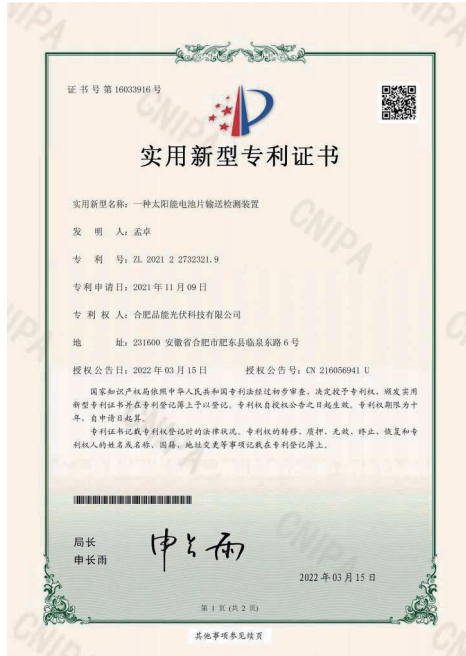 证书号第16033916号
实用新型专利证书
实用新型名称：一种太阳能电池片输送检测装置
发明人：孟卓
专利号：ZL 2021 2 2732321.9
专利申请日：2021年11月09日
专利权人：合肥品能光伏科技有限公司
地址：231600 安徽省合肥市肥东县临泉东路6号
授权公告日：2022年03月15日 授权公告号：CN 216056941 U
国家知识产权局依照中华人民共和国专利法经过初步审查，决定授予专利权，颁发实用
新型专利证书并在专利登记簿上予以登记。专利权自授权公告之日起生效。专利权期限为十
年，自申请日起算。
专利证书记载专利权登记时的法律状况。专利权的转移、质押、无效、终止、恢复和专
利权人的姓名或名称、国籍、地址变更等事项记载在专利登记簿上。
局长
申长雨
申长雨
2022年03月15日
第 1 页 (共 2 页)
其他事项参见续页
CNIPA
CNIPA
CNIPA
CNIPA